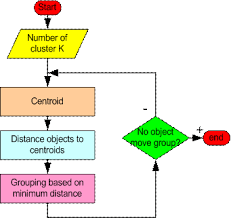 Start
Number of
cluster K
Centroid
Distance objects to
centroids
Grouping based on
minimum distance
-
No object
move group?
+
end